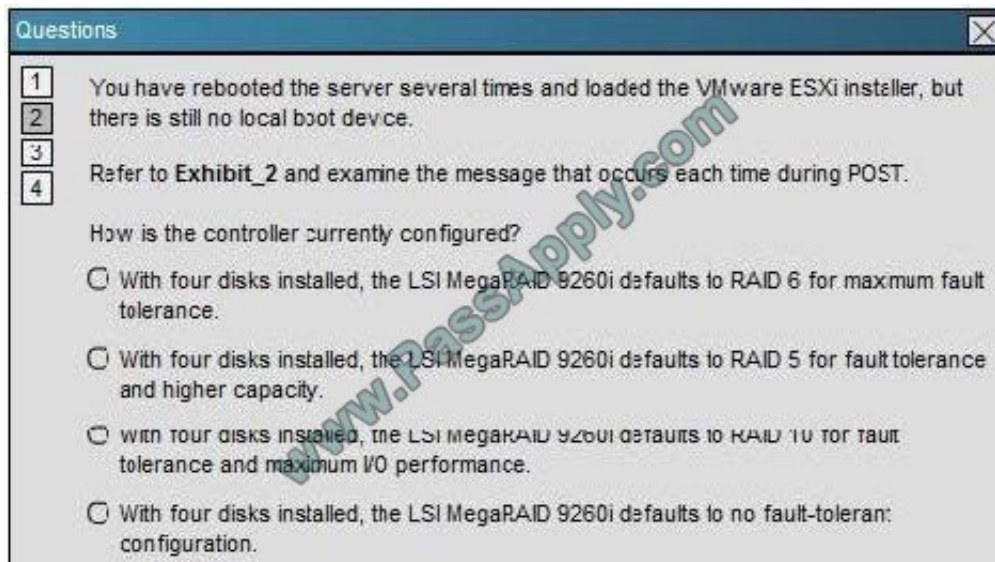 Questions
1
2
3
4
You have rebooted the server several times and loaded the VMware ESXi installer, but
there is still no local boot device.
Refer to Exhibit_2 and examine the message that occurs each time during POST.
How is the controller currently configured?
With four disks installed, the LSI MegaRAID 9260i defaults to RAID 6 for maximum fault
tolerance.
With four disks installed, the LSI MegaRAID 9260i defaults to RAID 5 for fault tolerance
and higher capacity.
With four disks installed, the LSI MegaRAID 9260i defaults to RAID 10 for fault
tolerance and maximum I/O performance.
With four disks installed, the LSI MegaRAID 9260i defaults to no fault-tolerant
configuration.
www.PassApply.com